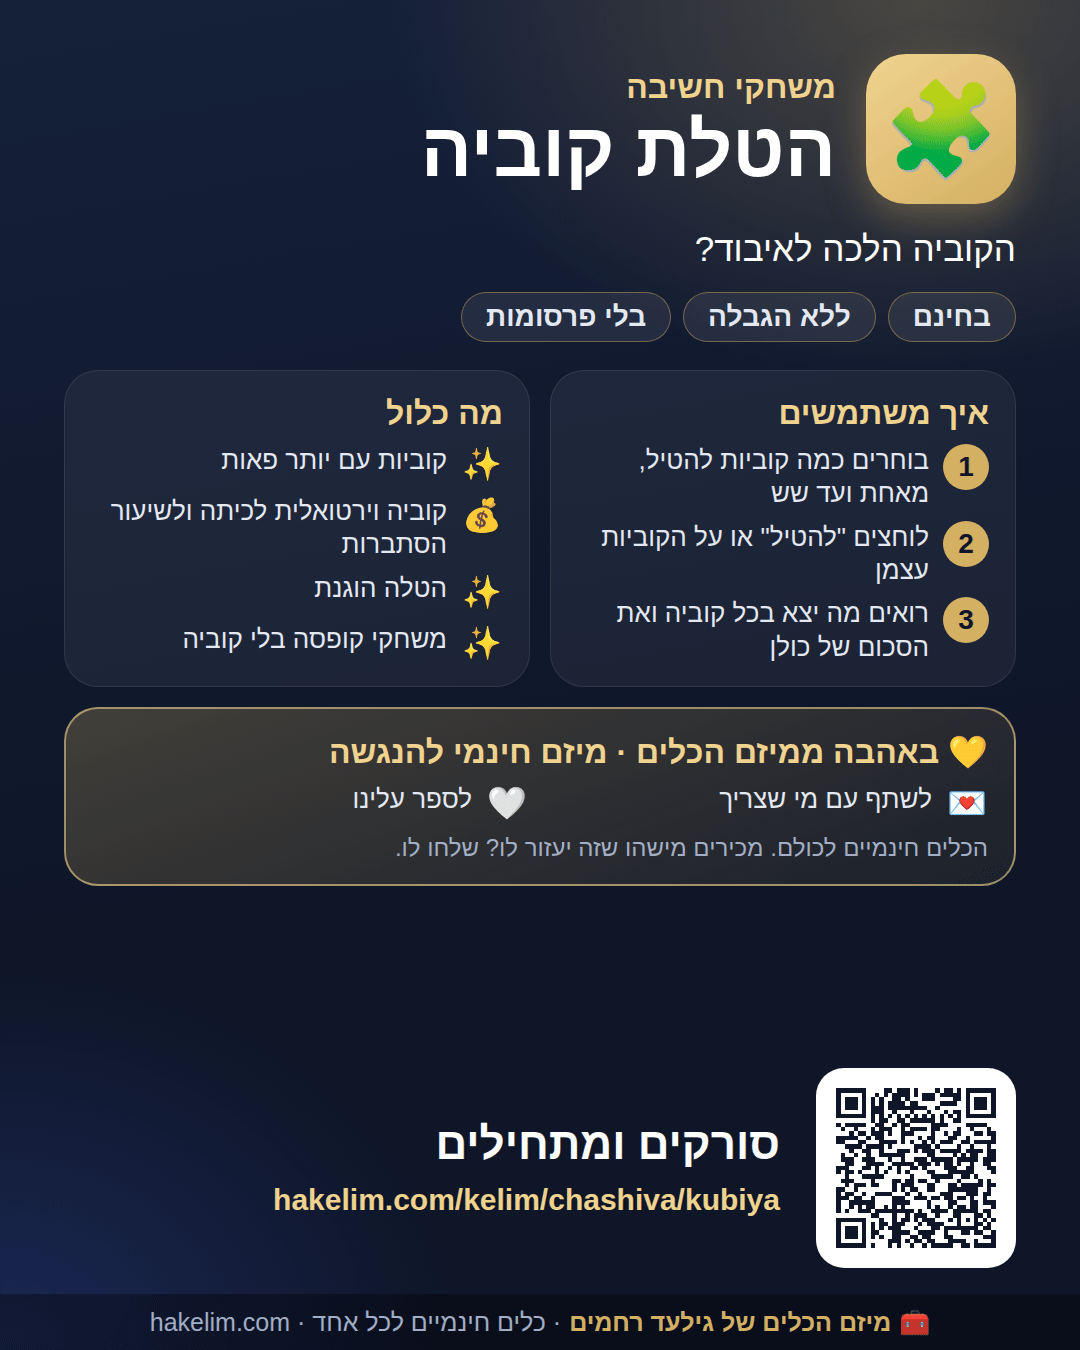 משחקי חשיבה
הטלת קוביה
הקוביה הלכה לאיבוד?
בחינם
ללא הגבלה
בלי פרסומות
איך משתמשים
1 בוחרים כמה קוביות להטיל,
מאחת ועד שש
2 לוחצים "להטיל" או על הקוביות
עצמן
3 רואים מה יצא בכל קוביה ואת
הסכום של כולן
מה כלול
קוביות עם יותר פאות
קוביה וירטואלית לכיתה ולשיעור
הסתברות
הטלה הוגנת
משחקי קופסה בלי קוביה
באהבה ממיזם הכלים · מיזם חינמי להנגשה
לשתף עם מי שצריך
לספר עלינו
הכלים חינמיים לכולם. מכירים מישהו שזה יעזור לו? שלחו לו.
סורקים ומתחילים
hakelim.com/kelim/chashiva/kubiya
מיזם הכלים של גילעד רחמים · כלים חינמיים לכל אחד · hakelim.com